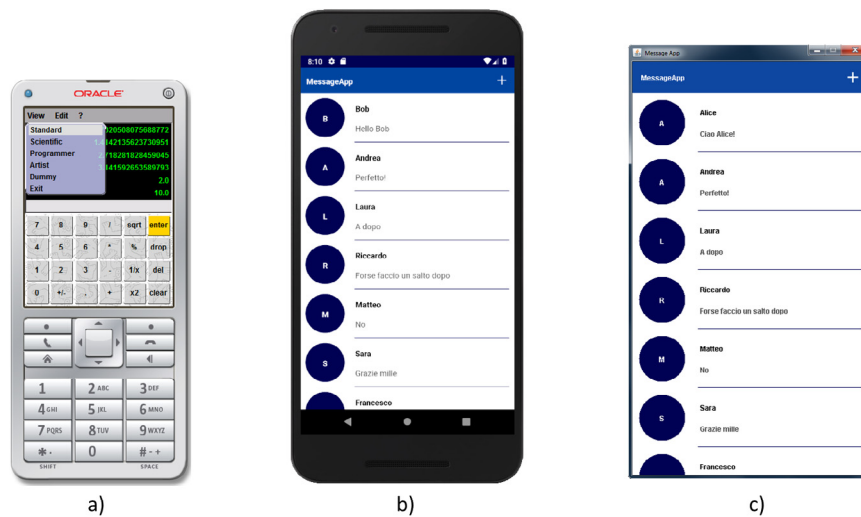 ORACLE
View Edit ?
Standard
Scientific
Programmer
Artist
Dummy
Exit
2.0
10.0
7 8 9 / sqrt enter
4 5 6 * % drop
1 2 3 - 1/x del
0 +/- . + x2 clear
1 2 ABC 3 DEF
4 GHI 5 JKL 6 MNO
7 PQRS 8 TUV 9 WXYZ
* . 0 # - +
SHIFT SPACE
a)
8:10
MessageApp +
B
Bob
Hello Bob
A
Andrea
Perfetto!
L
Laura
A dopo
R
Riccardo
Forse faccio un salto dopo
M
Matteo
No
S
Sara
Grazie mille
Francesco
b)
Message App
MessageApp +
A
Alice
Ciao Alice!
A
Andrea
Perfetto!
L
Laura
A dopo
R
Riccardo
Forse faccio un salto dopo
M
Matteo
No
S
Sara
Grazie mille
Francesco
c)